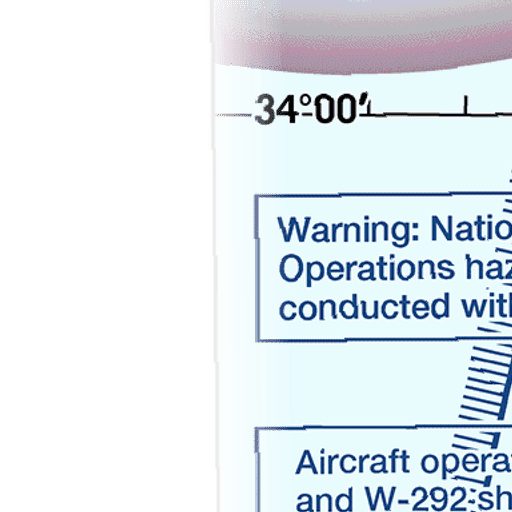 34°00'
Warning: Natio
Operations haz
conducted with
Aircraft opera
and W-292 sh